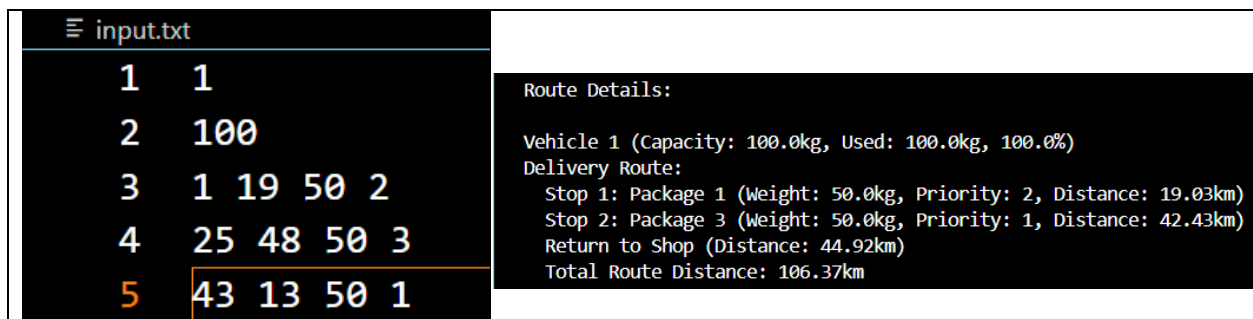 input.txt
1 1
2 100
3 1 19 50 2
4 25 48 50 3
5 43 13 50 1
Route Details:
Vehicle 1 (Capacity: 100.0kg, Used: 100.0kg, 100.0%)
Delivery Route:
Stop 1: Package 1 (Weight: 50.0kg, Priority: 2, Distance: 19.03km)
Stop 2: Package 3 (Weight: 50.0kg, Priority: 1, Distance: 42.43km)
Return to Shop (Distance: 44.92km)
Total Route Distance: 106.37km